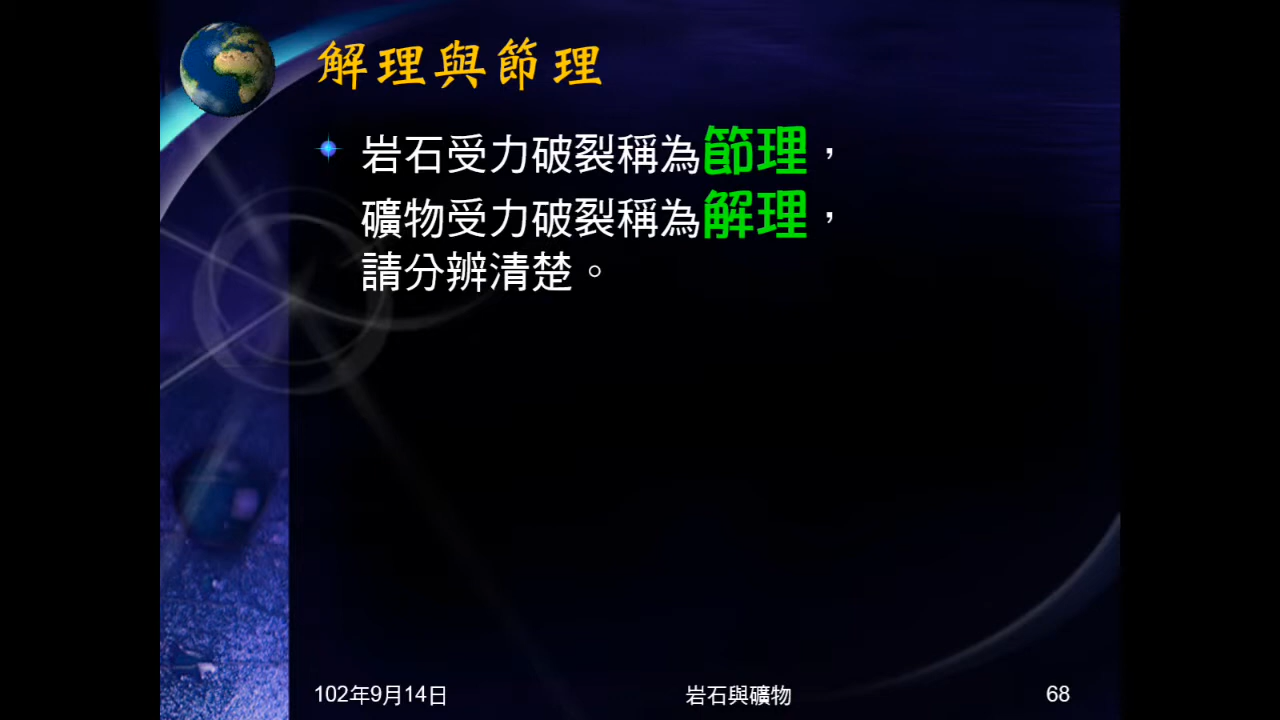 解理與節理
岩石受力破裂稱為節理，
礦物受力破裂稱為解理，
請分辨清楚。
102年9月14日
岩石與礦物
68